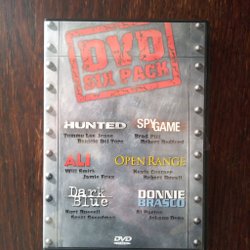 DVD
SIX PACK
HUNTED
SPY GAME
Tommy Lee Jones
Benicio Del Toro
Brad Pitt
Robert Redford
ALI
OPEN RANGE
Will Smith
Jamie Foxx
Kevin Costner
Robert Duvall
Dark
Blue
DONNIE
BRASCO
Kurt Russell
Scott Speedman
Al Pacino
Johnny Depp
DVD